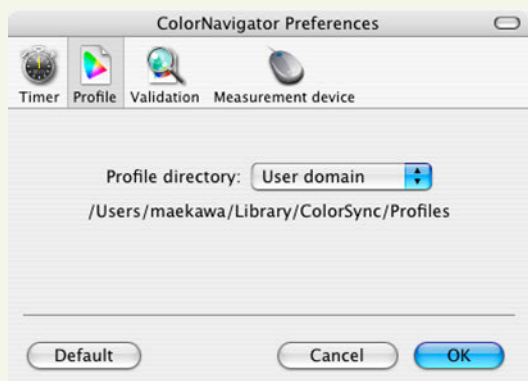 ColorNavigator Preferences
Timer Profile Validation Measurement device
Profile directory: User domain
/Users/maekawa/Library/ColorSync/Profiles
Default Cancel OK